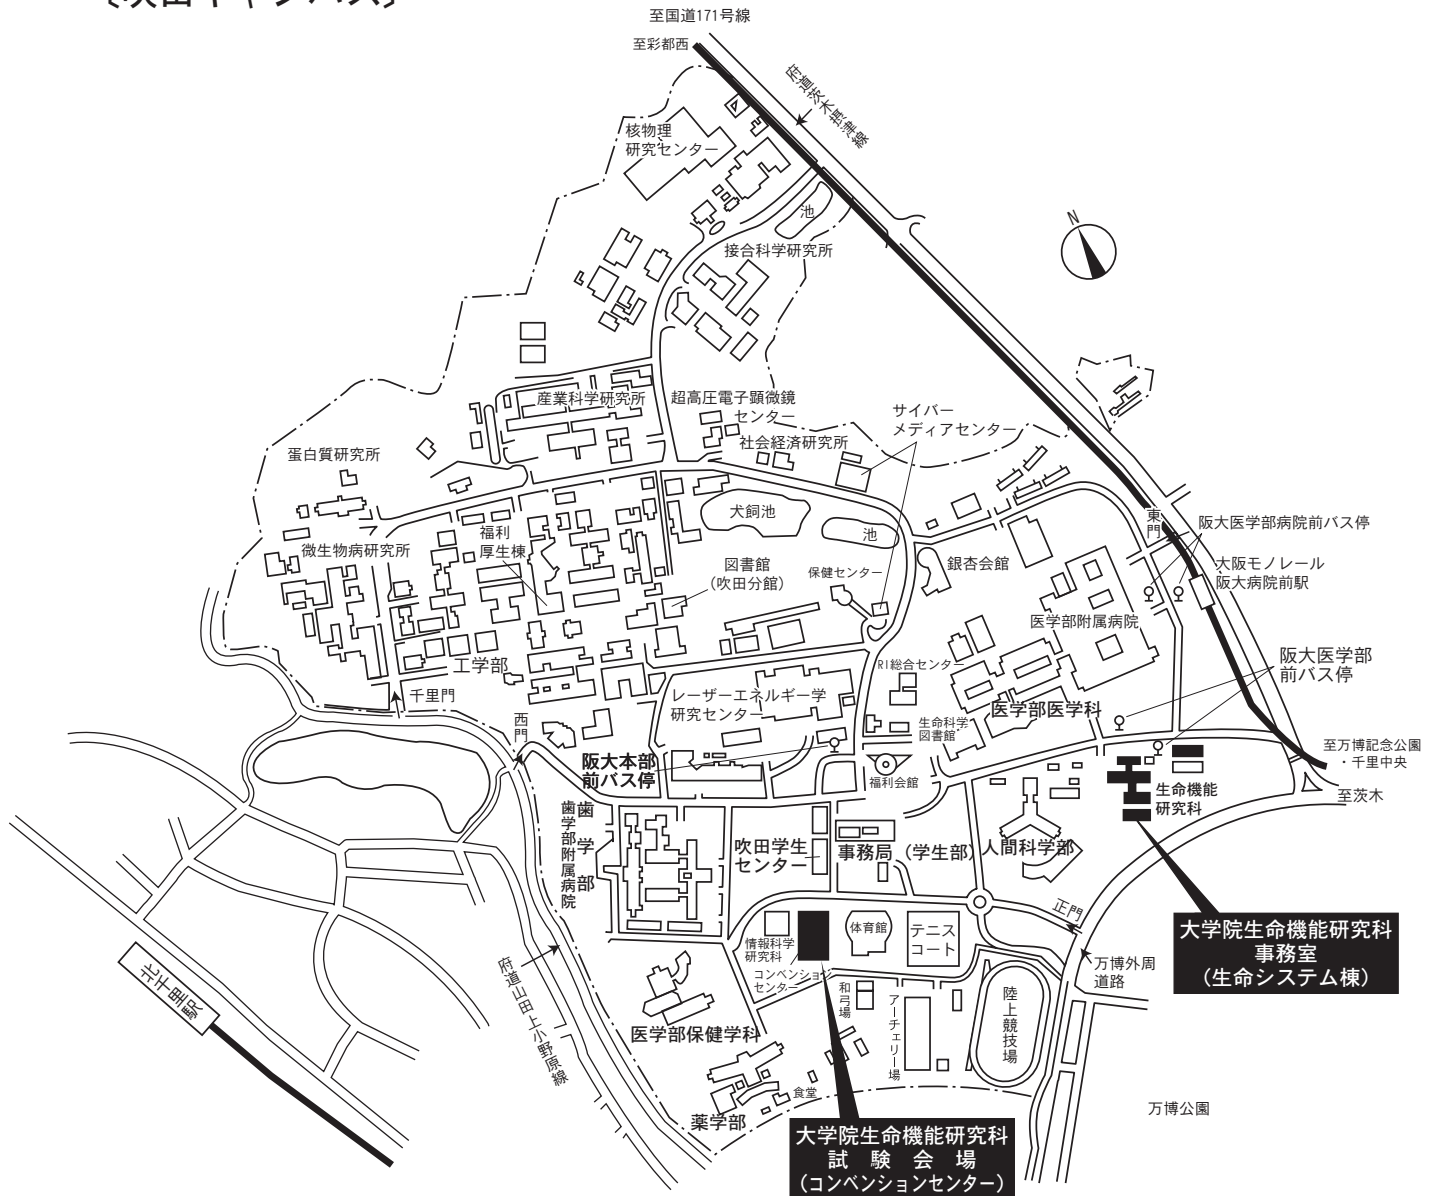 〔吹田キャンパス〕
至国道171号線
至彩都西
府道茨木摂津線
核物理
研究センター
池
N
接合科学研究所
産業科学研究所
超高圧電子顕微鏡
センター
サイバー
メディアセンター
社会経済研究所
蛋白質研究所
犬飼池
池
東門
阪大医学部病院前バス停
福利
厚生棟
微生物病研究所
図書館
（吹田分館）
保健センター
銀杏会館
大阪モノレール
阪大病院前駅
医学部附属病院
工学部
RI総合センター
阪大医学部
前バス停
千里門
レーザーエネルギー学
研究センター
医学部医学科
西門
生命科学
図書館
阪大本部
前バス停
福利会館
至万博記念公園
・千里中央
生命機能
研究科
至茨木
歯学部
歯学部附属病院
吹田学生
センター
事務局（学生部）
人間科学部
正門
体育館
テニス
コート
情報科学
研究科
コンベンション
センター
大学院生命機能研究科
事務室
（生命システム棟）
万博外周
道路
北千里駅
府道山田上小野原線
和弓場
アーチェリー場
陸上競技場
医学部保健学科
食堂
薬学部
万博公園
大学院生命機能研究科
試験会場
（コンベンションセンター）